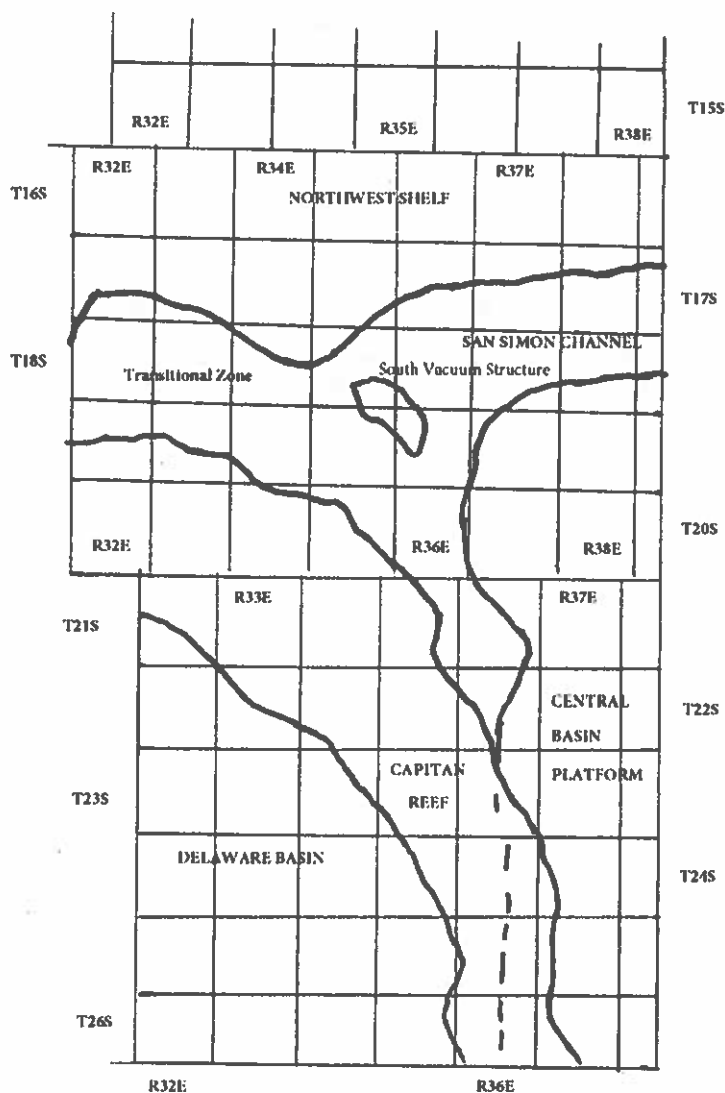 R32E R35E R38E T15S
R32E R34E R37E
T16S NORTHWEST SHELF
T17S
T18S SAN SIMON CHANNEL
Transitional Zone South Vacuum Structure
T20S
R32E R36E R38E
R33E R37E
T21S
CENTRAL T22S
BASIN
CAPITAN PLATFORM
T23S REEF
DELAWARE BASIN
T24S
T26S
R32E R36E